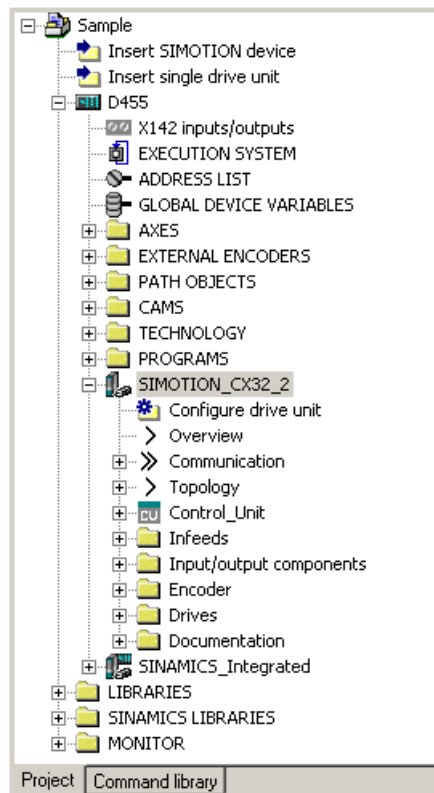 Sample
Insert SIMOTION device
Insert single drive unit
D455
X142 inputs/outputs
EXECUTION SYSTEM
ADDRESS LIST
GLOBAL DEVICE VARIABLES
AXES
EXTERNAL ENCODERS
PATH OBJECTS
CAMS
TECHNOLOGY
PROGRAMS
SIMOTION_CX32_2
Configure drive unit
Overview
Communication
Topology
CU Control_Unit
Infeeds
Input/output components
Encoder
Drives
Documentation
SINAMICS_Integrated
LIBRARIES
SINAMICS LIBRARIES
MONITOR
Project Command library